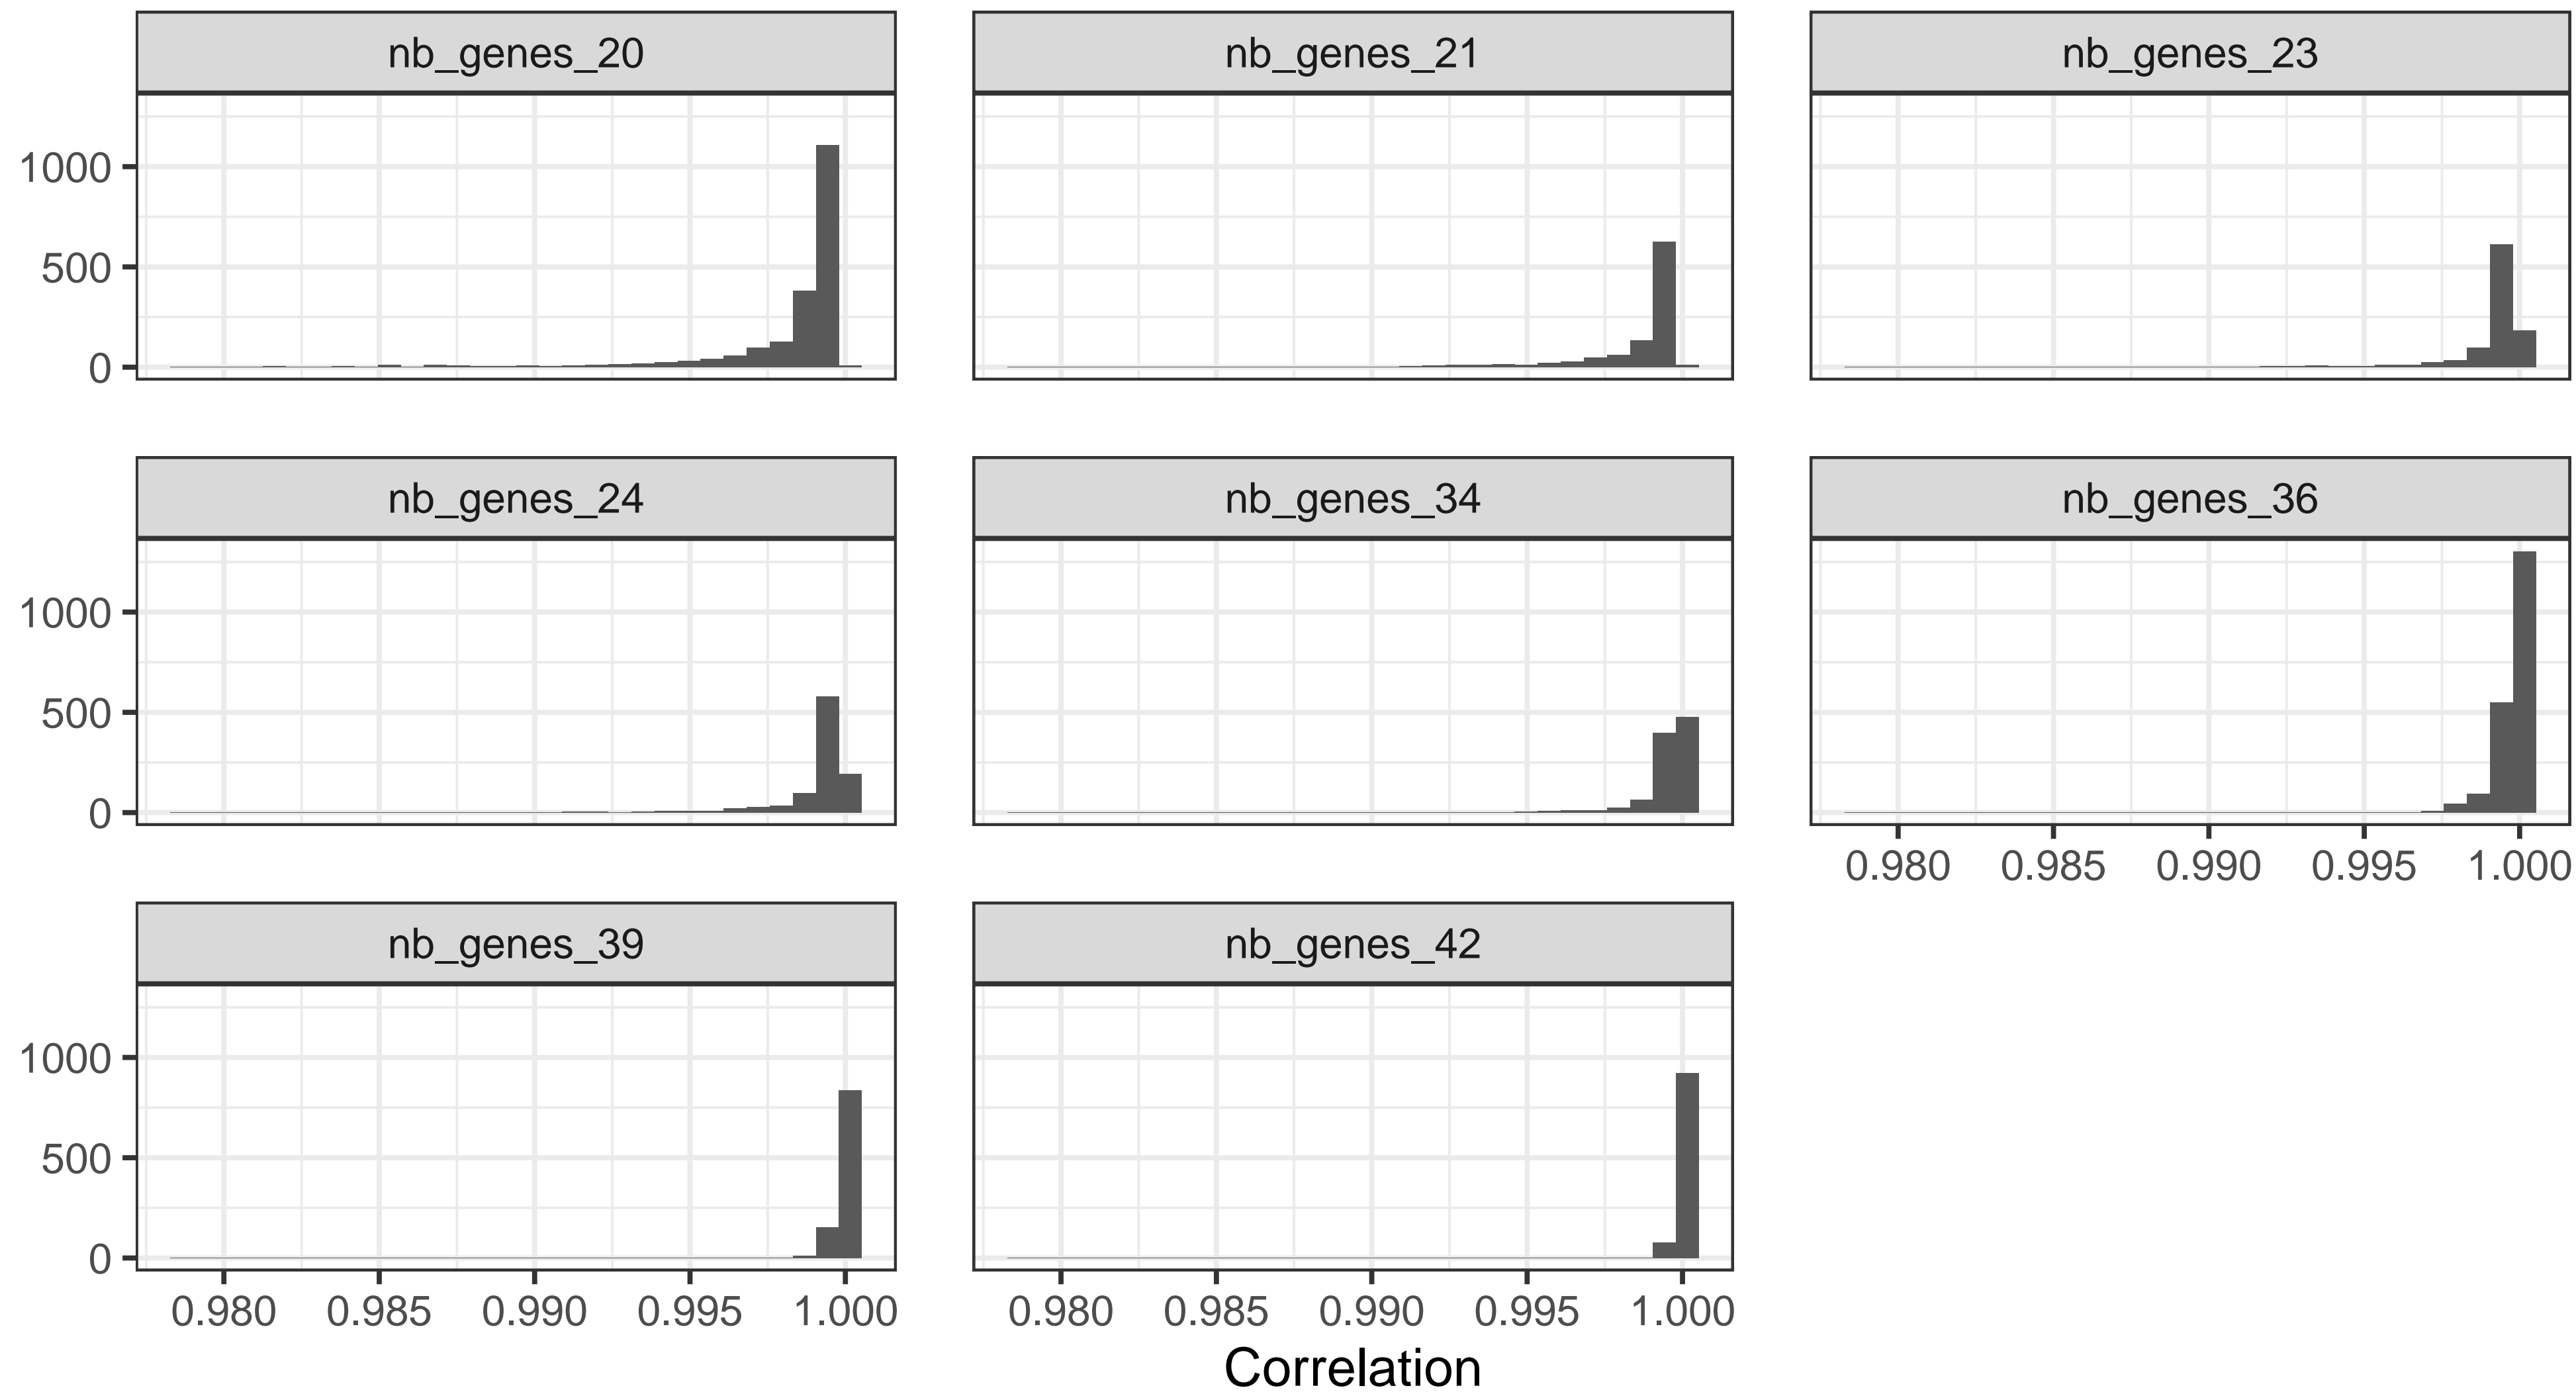 nb_genes_20 nb_genes_21 nb_genes_23
1000
500
0
nb_genes_24 nb_genes_34 nb_genes_36
1000
500
0
0.980 0.985 0.990 0.995 1.000
nb_genes_39 nb_genes_42
1000
500
0
0.980 0.985 0.990 0.995 1.000 0.980 0.985 0.990 0.995 1.000
Correlation